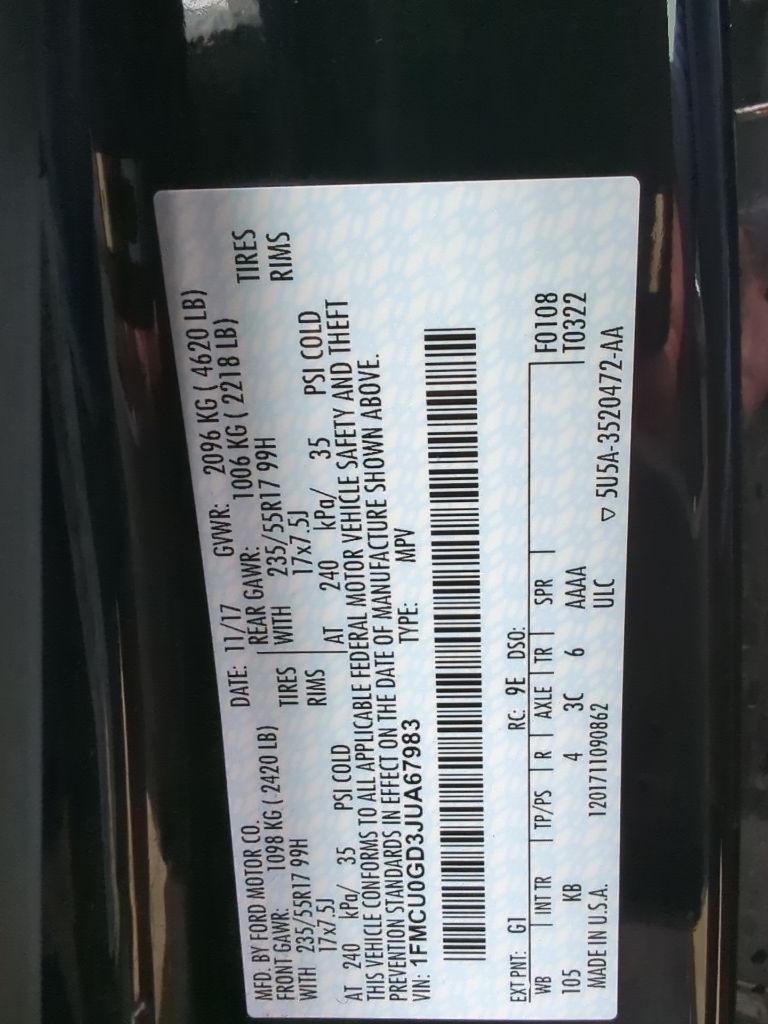 MFD. BY FORD MOTOR CO. DATE: 11/17 GVWR: 2096 KG ( 4620 LB)
FRONT GAWR: 1098 KG ( 2420 LB) REAR GAWR: 1006 KG ( 2218 LB)
WITH 235/55R17 99H TIRES WITH 235/55R17 99H TIRES
17x7.5J RIMS 17x7.5J RIMS
AT 240 kPa/ 35 PSI COLD AT 240 kPa/ 35 PSI COLD
THIS VEHICLE CONFORMS TO ALL APPLICABLE FEDERAL MOTOR VEHICLE SAFETY AND THEFT
PREVENTION STANDARDS IN EFFECT ON THE DATE OF MANUFACTURE SHOWN ABOVE.
VIN: 1FMCU0GD3JUA67983 TYPE: MPV
EXT PNT: G1 RC: 9E DSO: F0108
WB INT TR TP/PS R AXLE TR SPR T0322
105 KB 4 3C 6 AAAA
MADE IN U.S.A. 1201711090862 ULC ▽ 5U5A-3520472-AA